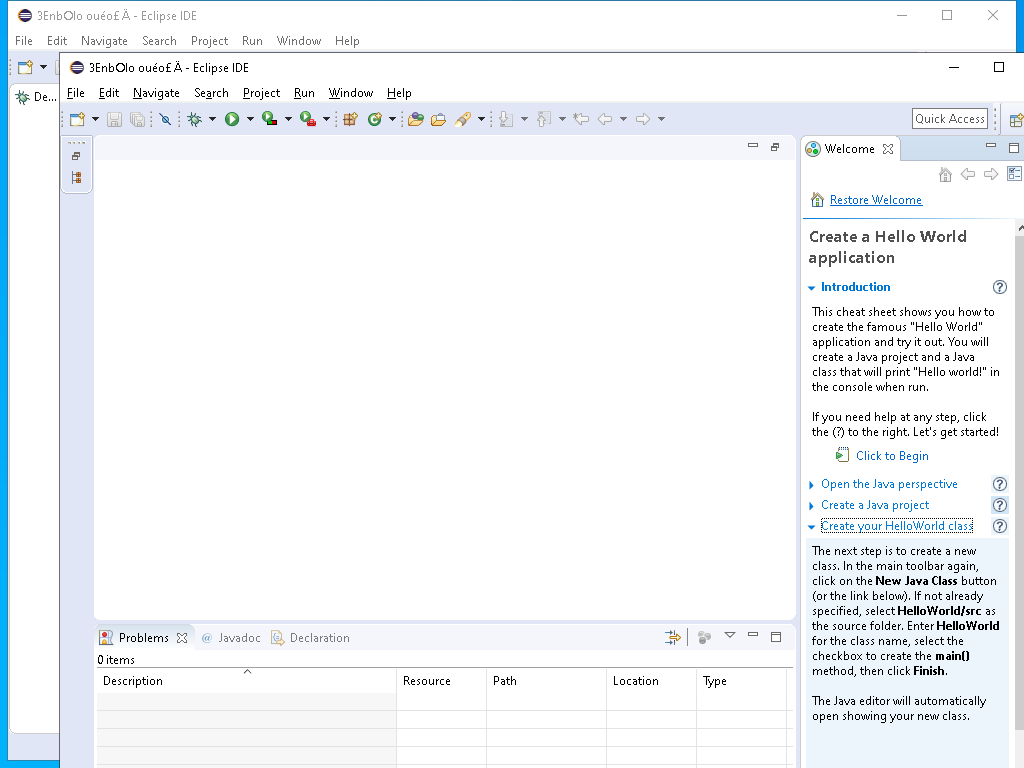 3EnbOlo ouéo£ Ä - Eclipse IDE
File Edit Navigate Search Project Run Window Help
De...
3EnbOlo ouéo£ Ä - Eclipse IDE
File Edit Navigate Search Project Run Window Help
Quick Access
Welcome
Restore Welcome
Create a Hello World
application
Introduction
This cheat sheet shows you how to
create the famous "Hello World"
application and try it out. You will
create a Java project and a Java
class that will print "Hello world!" in
the console when run.
If you need help at any step, click
the (?) to the right. Let's get started!
Click to Begin
Open the Java perspective
Create a Java project
Create your HelloWorld class
The next step is to create a new
class. In the main toolbar again,
click on the New Java Class button
(or the link below). If not already
specified, select HelloWorld/src as
the source folder. Enter HelloWorld
for the class name, select the
checkbox to create the main()
method, then click Finish.
The Java editor will automatically
open showing your new class.
Problems @ Javadoc Declaration
0 items
Description Resource Path Location Type